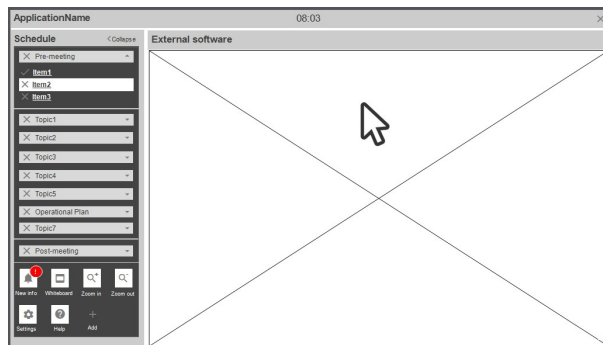 ApplicationName 08:03
Schedule <Collapse
External software
Pre-meeting
Item1
Item2
Item3
Topic1
Topic2
Topic3
Topic4
Topic5
Operational Plan
Topic7
Post-meeting
New info Whiteboard Zoom in Zoom out
Settings Help Add